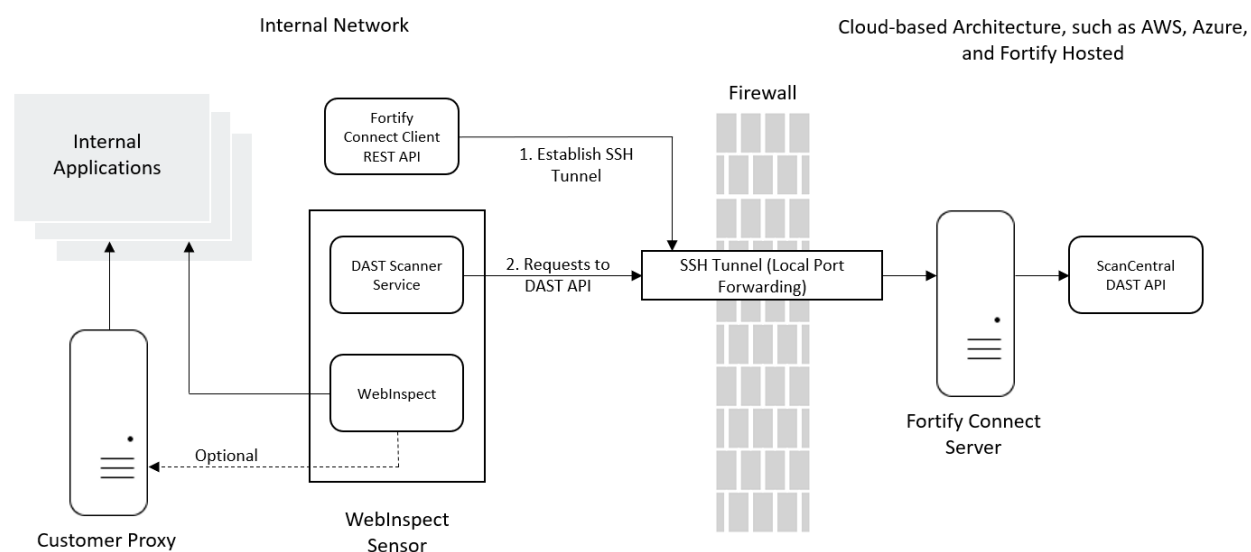 Internal Network
Cloud-based Architecture, such as AWS, Azure,
and Fortify Hosted
Firewall
Internal
Applications
Fortify
Connect Client
REST API
1. Establish SSH
Tunnel
DAST Scanner
Service
2. Requests to
DAST API
SSH Tunnel (Local Port
Forwarding)
ScanCentral
DAST API
WebInspect
Optional
Fortify Connect
Server
Customer Proxy
WebInspect
Sensor